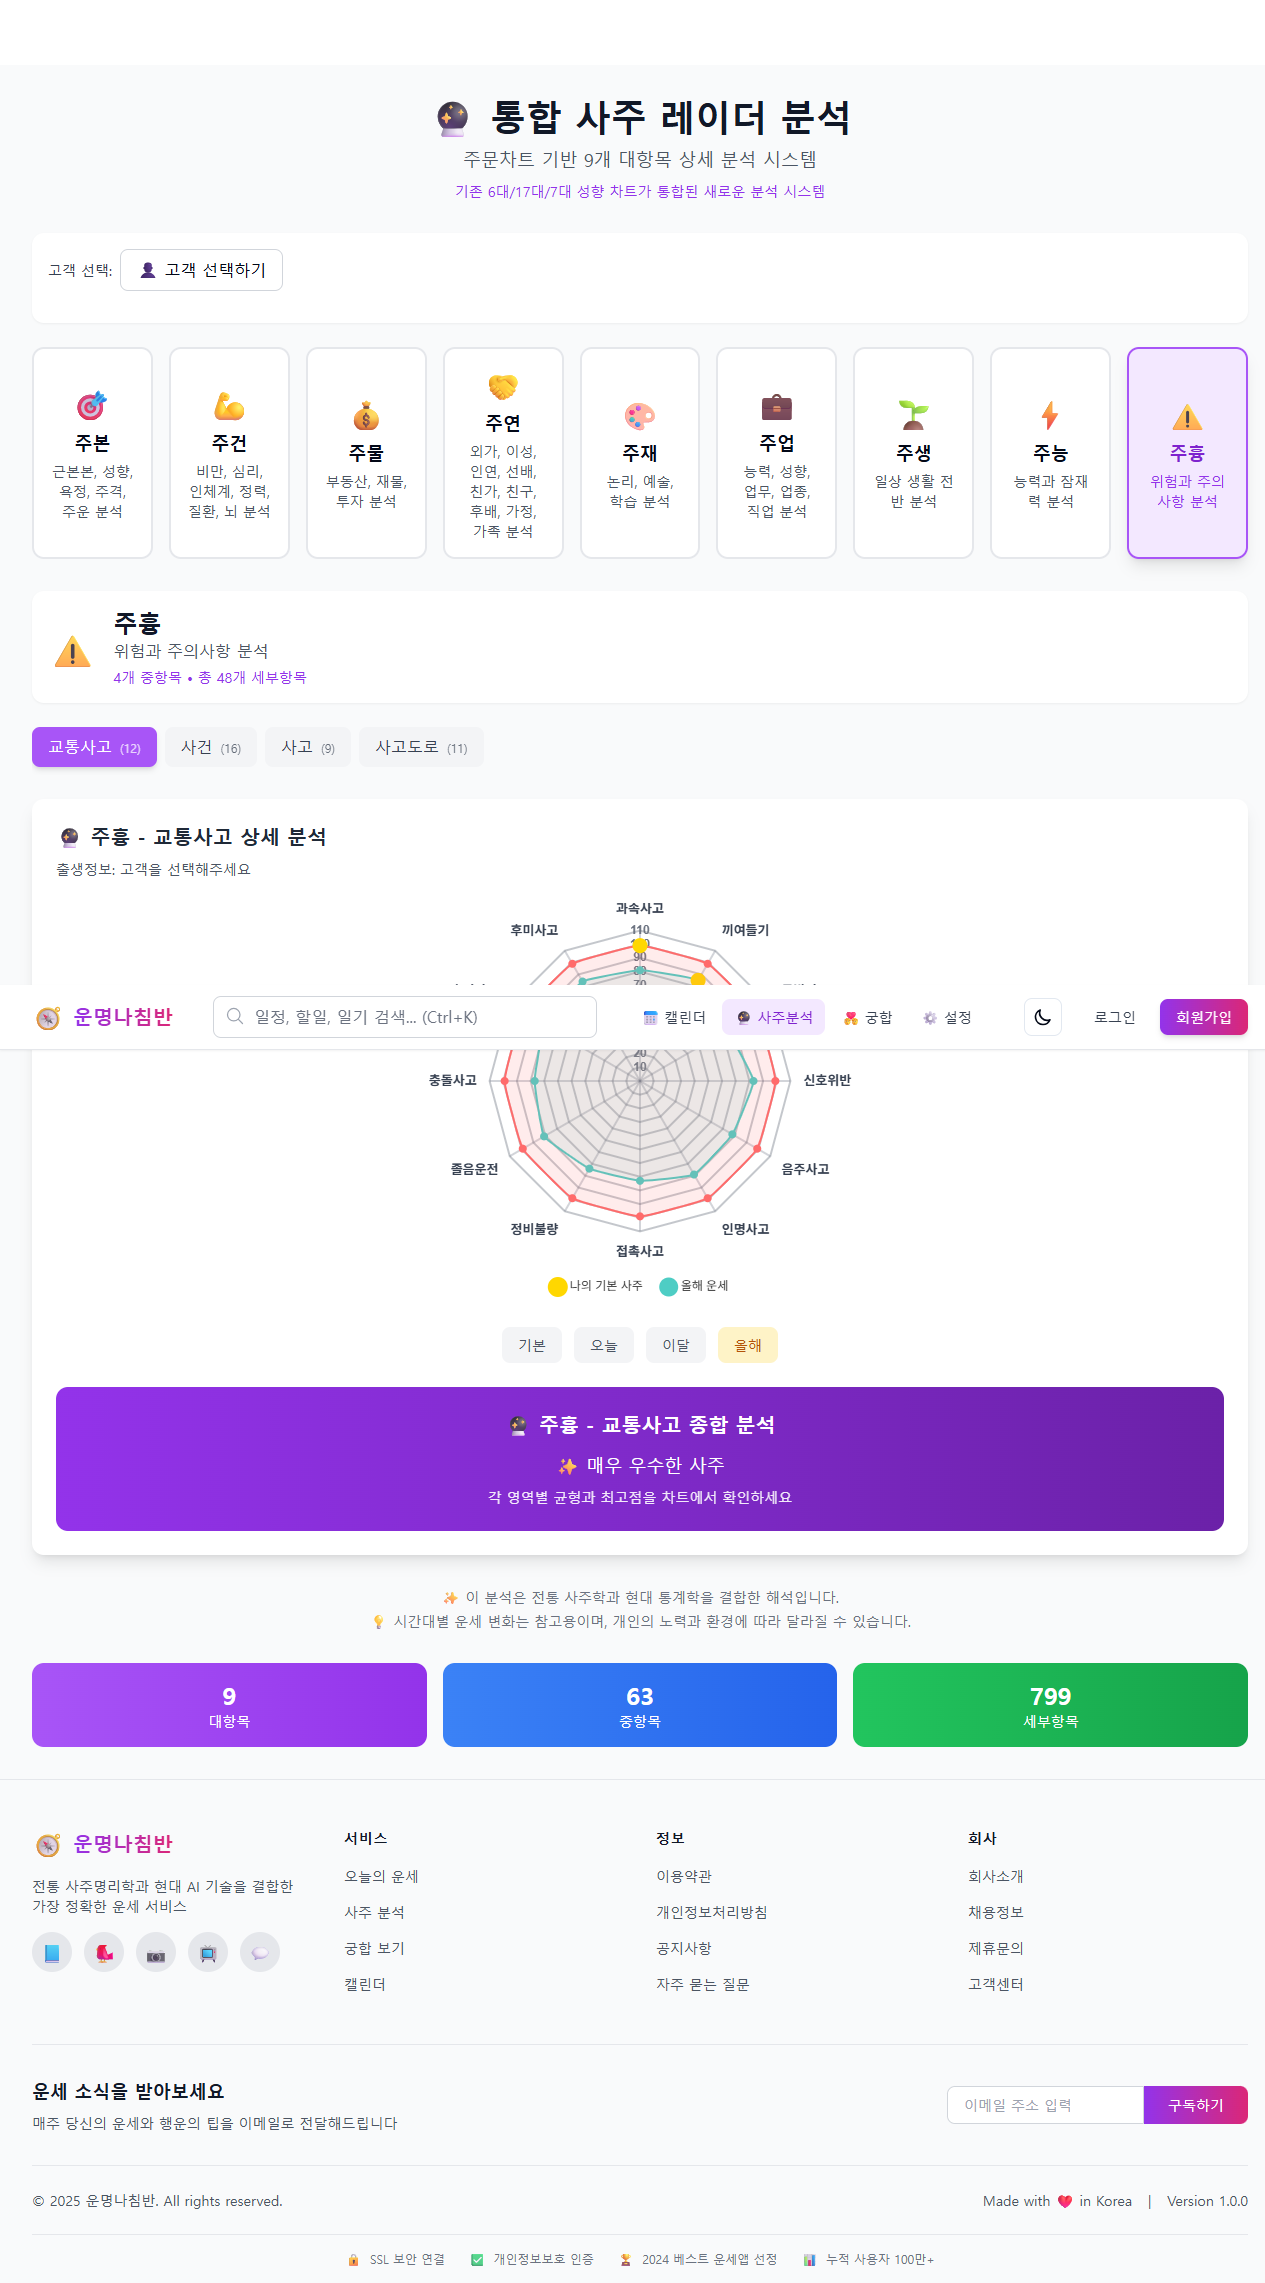 통합 사주 레이더 분석
주문차트 기반 9개 대항목 상세 분석 시스템
기존 6대/17대/7대 성향 차트가 통합된 새로운 분석 시스템
고객 선택: 고객 선택하기
주본
근본본, 성향,
욕정, 주격,
주운 분석
주건
비만, 심리,
인체계, 정력,
질환, 뇌 분석
주물
부동산, 재물,
투자 분석
주연
외가, 이성,
인연, 선배,
친가, 친구,
후배, 가정,
가족 분석
주재
논리, 예술,
학습 분석
주업
능력, 성향,
업무, 업종,
직업 분석
주생
일상 생활 전
반 분석
주능
능력과 잠재
력 분석
주흉
위험과 주의
사항 분석
주흉
위험과 주의사항 분석
4개 중항목 • 총 48개 세부항목
교통사고 (12) 사건 (16) 사고 (9) 사고도로 (11)
주흉 - 교통사고 상세 분석
출생정보: 고객을 선택해주세요
과속사고
후미사고 110 끼여들기
90
80
70
운명나침반 일정, 할일, 일기 검색... (Ctrl+K) 캘린더 사주분석 궁합 설정 로그인 회원가입
20
10
충돌사고 신호위반
졸음운전 음주사고
정비불량 인명사고
접촉사고
나의 기본 사주 올해 운세
기본 오늘 이달 올해
주흉 - 교통사고 종합 분석
✨ 매우 우수한 사주
각 영역별 균형과 최고점을 차트에서 확인하세요
✨ 이 분석은 전통 사주학과 현대 통계학을 결합한 해석입니다.
💡 시간대별 운세 변화는 참고용이며, 개인의 노력과 환경에 따라 달라질 수 있습니다.
9
대항목
63
중항목
799
세부항목
운명나침반
전통 사주명리학과 현대 AI 기술을 결합한
가장 정확한 운세 서비스
서비스
오늘의 운세
사주 분석
궁합 보기
캘린더
정보
이용약관
개인정보처리방침
공지사항
자주 묻는 질문
회사
회사소개
채용정보
제휴문의
고객센터
운세 소식을 받아보세요
매주 당신의 운세와 행운의 팁을 이메일로 전달해드립니다
이메일 주소 입력 구독하기
© 2025 운명나침반. All rights reserved.
Made with ❤️ in Korea | Version 1.0.0
SSL 보안 연결 개인정보보호 인증 2024 베스트 운세앱 선정 누적 사용자 100만+